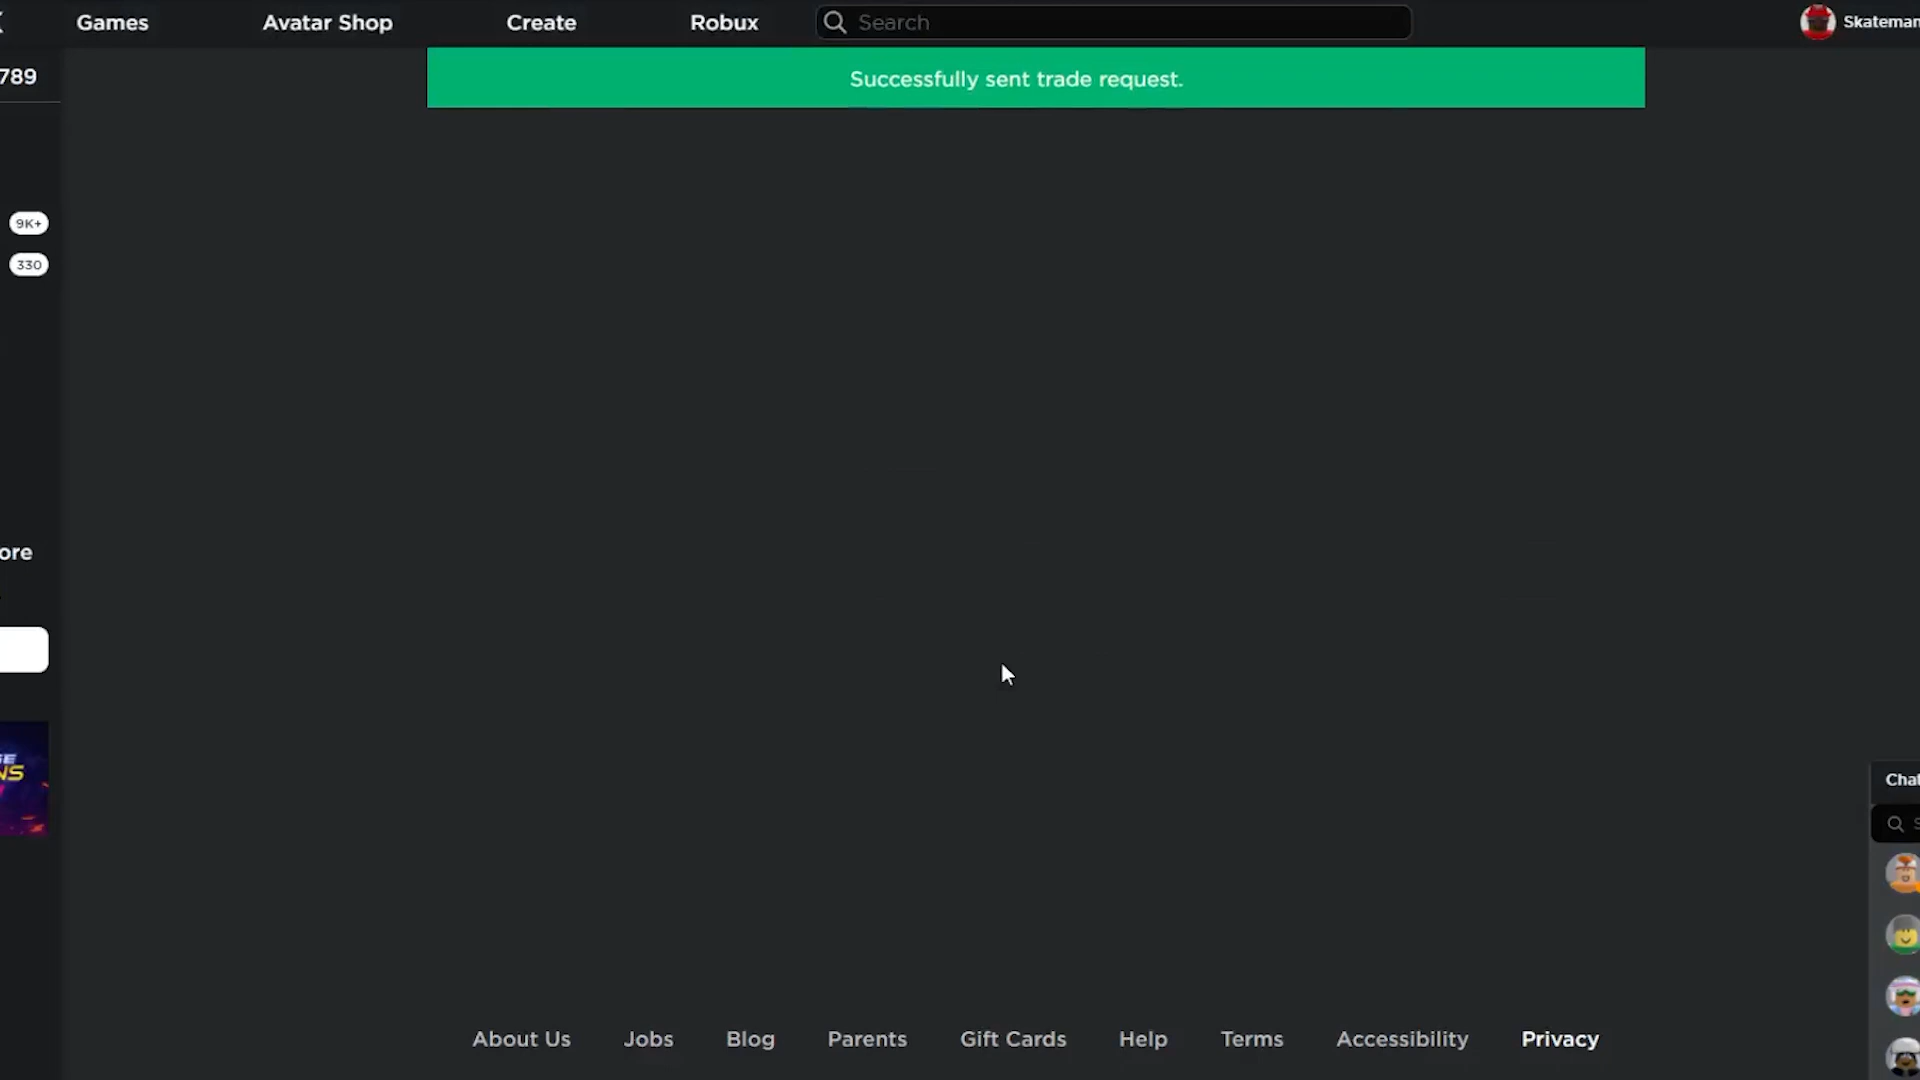 Games Avatar Shop Create Robux Search Skateman
Successfully sent trade request.
789
9K+
330
ore
Chat
About Us Jobs Blog Parents Gift Cards Help Terms Accessibility Privacy